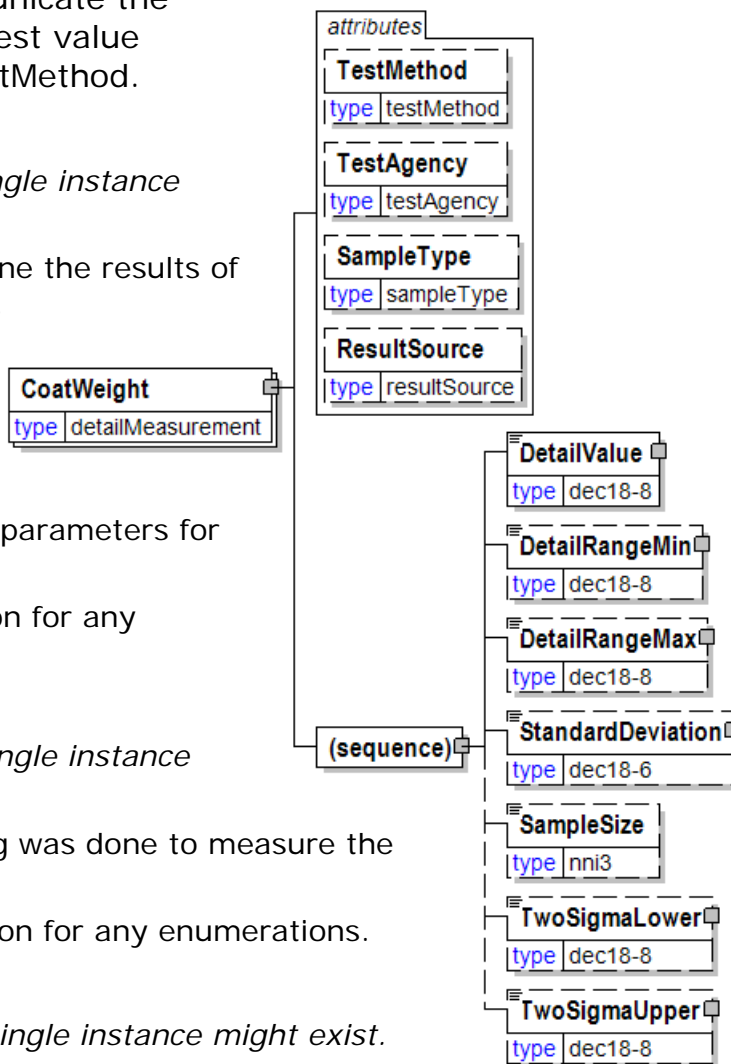 unicate the
est value
tMethod.
ngle instance
ne the results of
parameters for
on for any
ngle instance
g was done to measure the
on for any enumerations.
single instance might exist.
CoatWeight
type detailMeasurement
attributes
TestMethod
type testMethod
TestAgency
type testAgency
SampleType
type sampleType
ResultSource
type resultSource
(sequence)
DetailValue
type dec18-8
DetailRangeMin
type dec18-8
DetailRangeMax
type dec18-8
StandardDeviation
type dec18-6
SampleSize
type nni3
TwoSigmaLower
type dec18-8
TwoSigmaUpper
type dec18-8